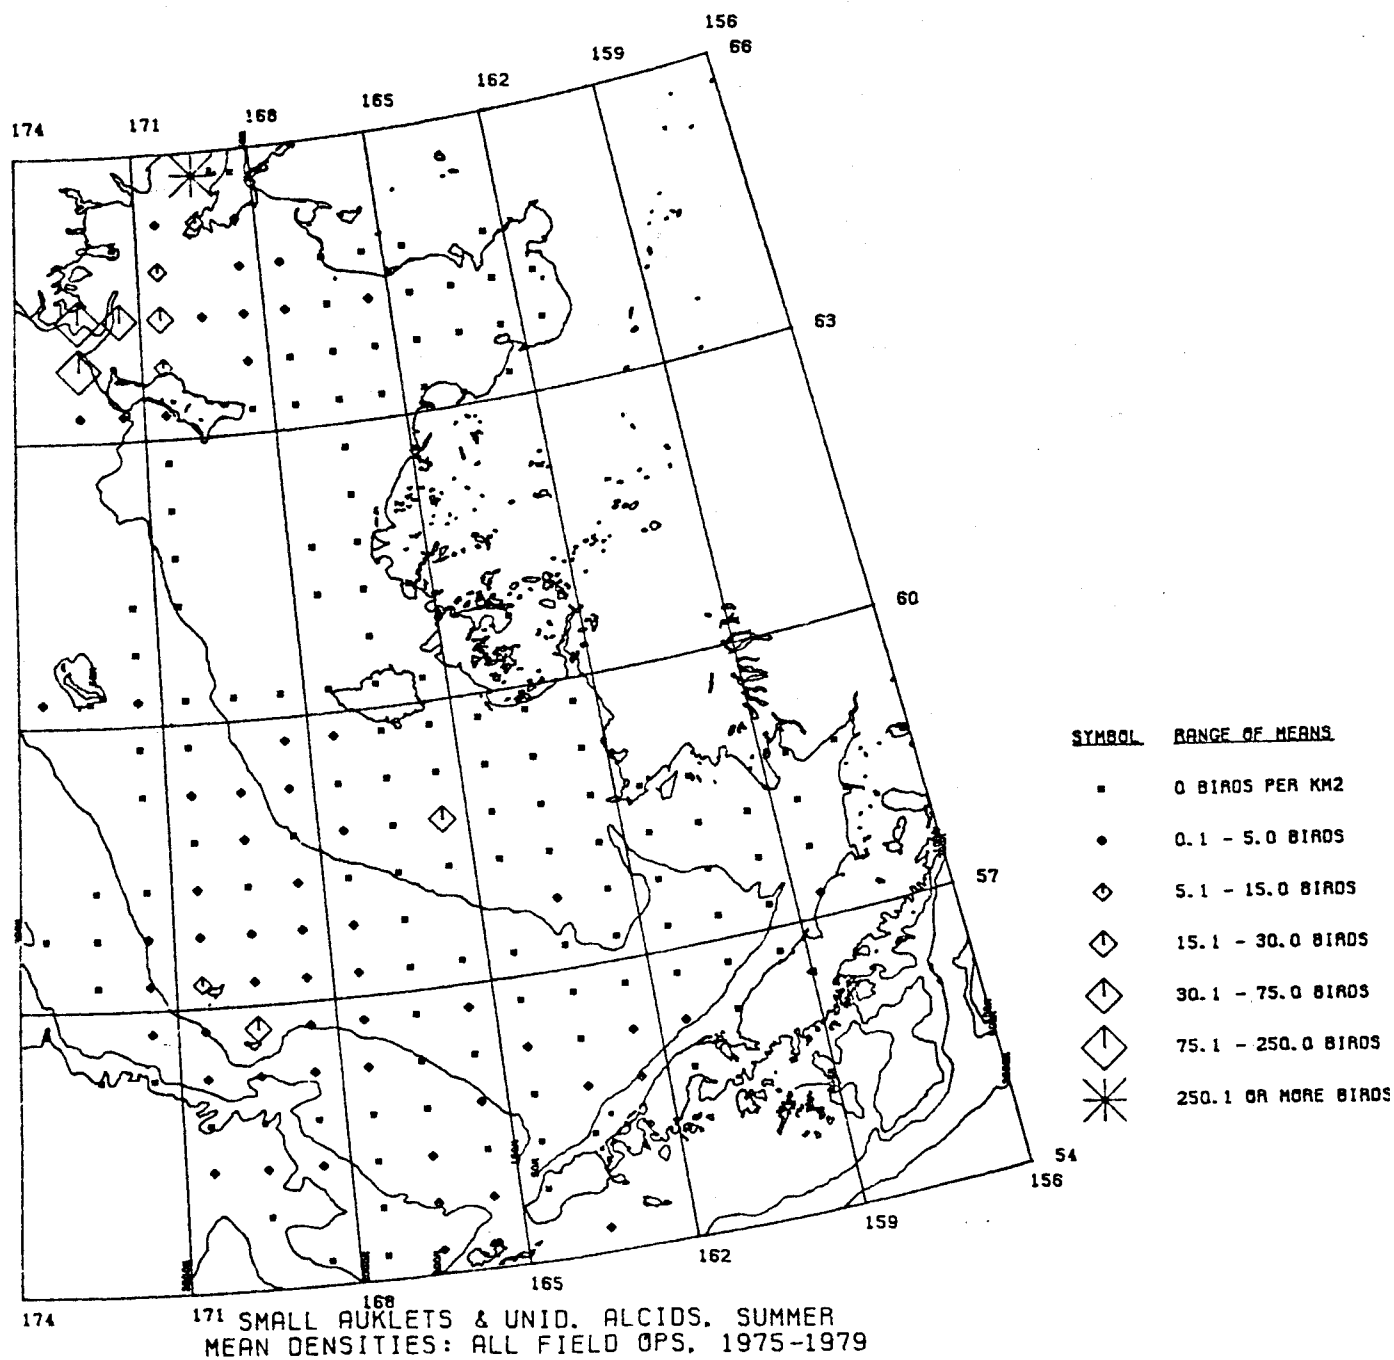 156
66
159
162
165
168
171
174
63
60
57
54
156
159
162
165
168
171
174
SYMBOL RANGE OF MEANS
0 BIRDS PER KM2
0.1 - 5.0 BIRDS
5.1 - 15.0 BIRDS
15.1 - 30.0 BIRDS
30.1 - 75.0 BIRDS
75.1 - 250.0 BIRDS
250.1 OR MORE BIRDS
SMALL AUKLETS & UNID. ALCIDS. SUMMER
MEAN DENSITIES: ALL FIELD OPS. 1975-1979